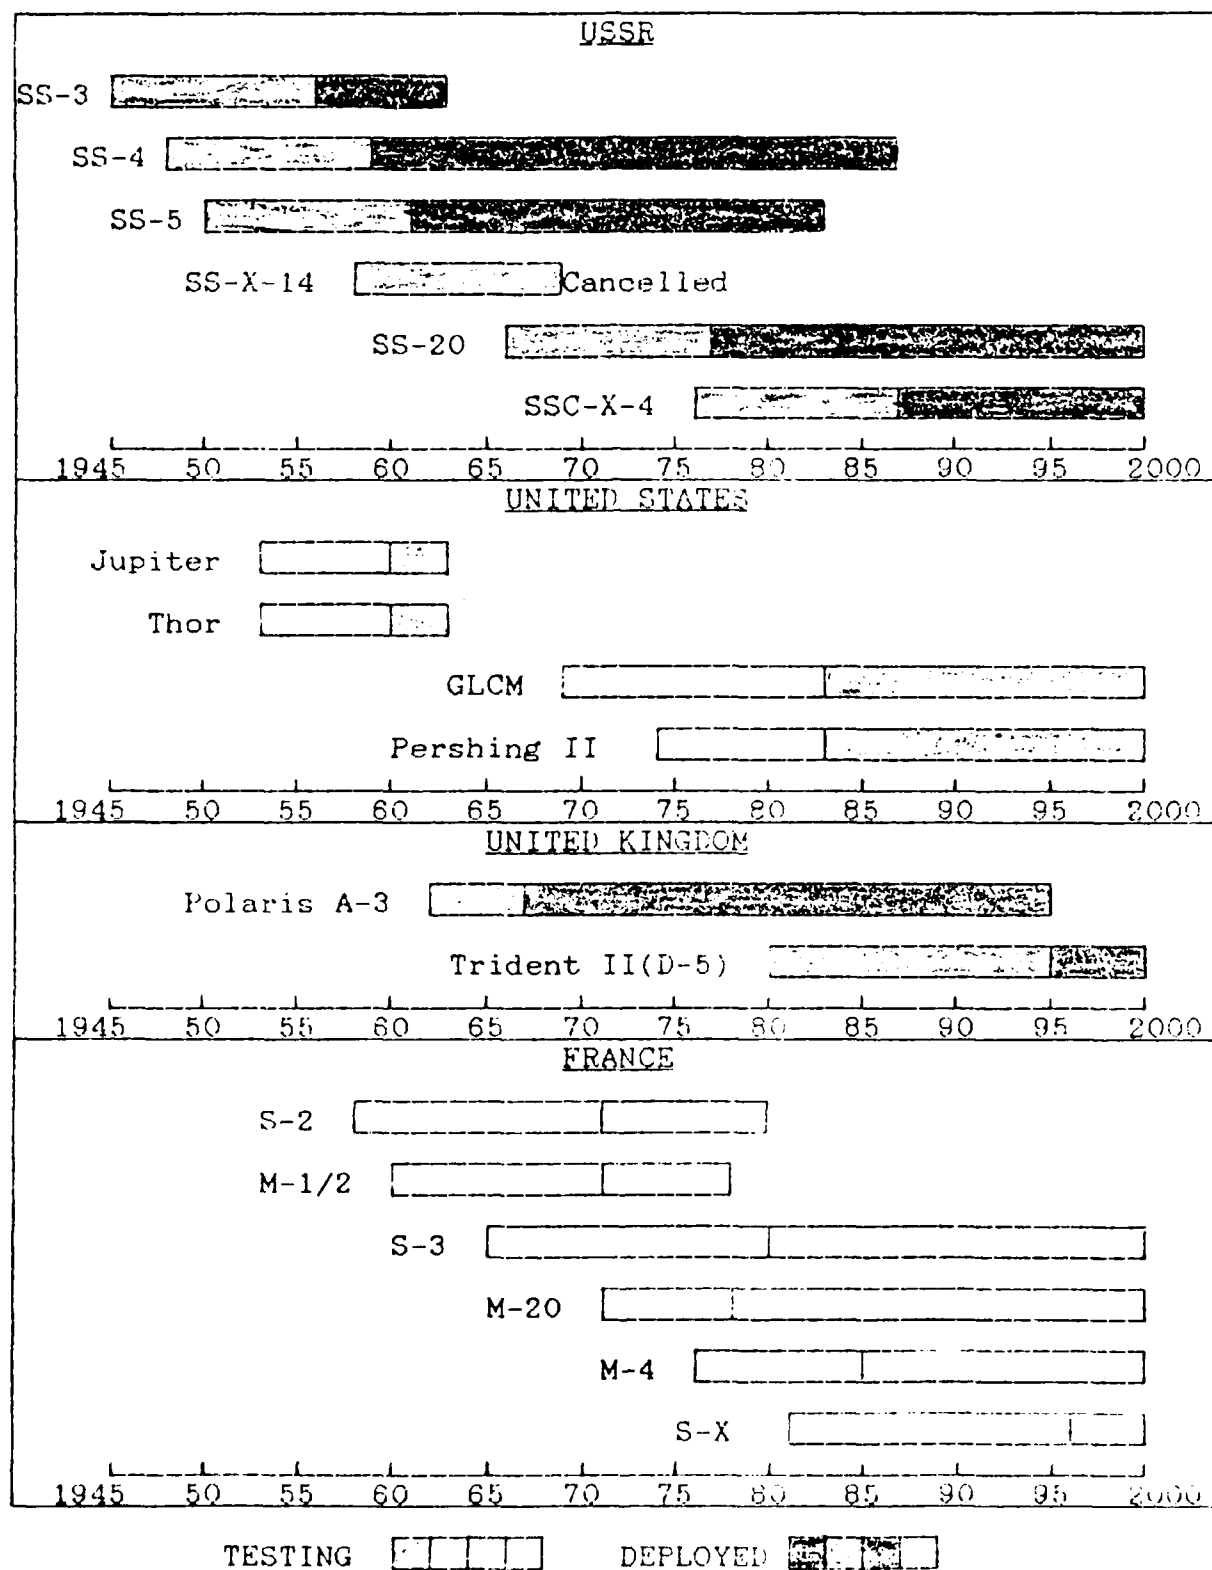 USSR
SS-3
SS-4
SS-5
SS-X-14 Cancelled
SS-20
SSC-X-4
1945 50 55 60 65 70 75 80 85 90 95 2000
UNITED STATES
Jupiter
Thor
GLCM
Pershing II
1945 50 55 60 65 70 75 80 85 90 95 2000
UNITED KINGDOM
Polaris A-3
Trident II(D-5)
1945 50 55 60 65 70 75 80 85 90 95 2000
FRANCE
S-2
M-1/2
S-3
M-20
M-4
S-X
1945 50 55 60 65 70 75 80 85 90 95 2000
TESTING DEPLOYED